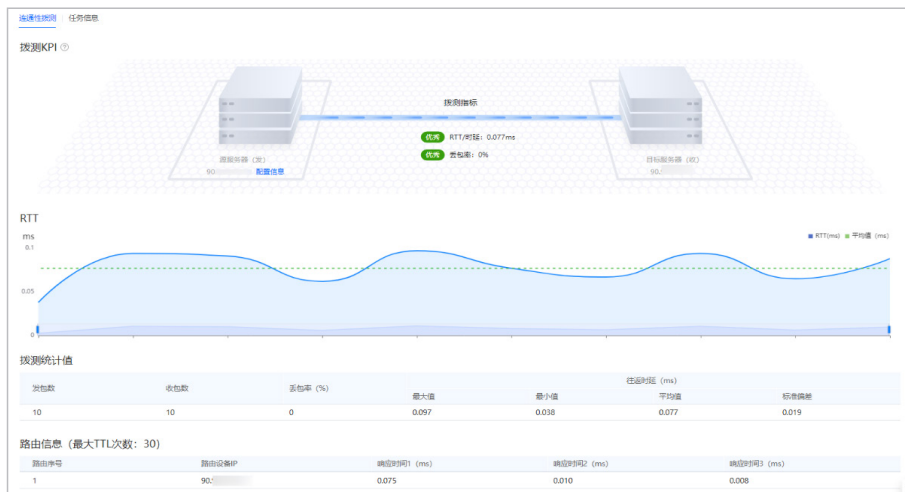 连通性拨测 任务信息
拨测KPI
拨测指标
优秀 RTT/时延：0.077ms
优秀 丢包率：0%
源服务器（发） 目标服务器（收）
90. 配置信息 90.
RTT
ms RTT(ms) 平均值（ms）
0.1
0.05
0
拨测统计值
发包数 收包数 丢包率（%） 往返时延（ms）
最大值 最小值 平均值 标准偏差
10 10 0 0.097 0.038 0.077 0.019
路由信息（最大TTL次数：30）
路由序号 路由设备IP 响应时间1（ms） 响应时间2（ms） 响应时间3（ms）
1 90. 0.075 0.010 0.008